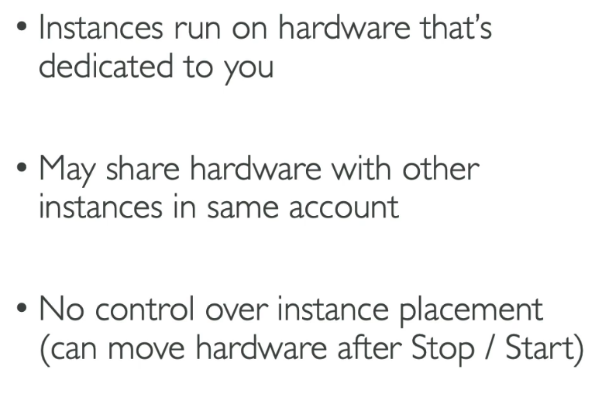 • Instances run on hardware that's
dedicated to you
• May share hardware with other
instances in same account
• No control over instance placement
(can move hardware after Stop / Start)